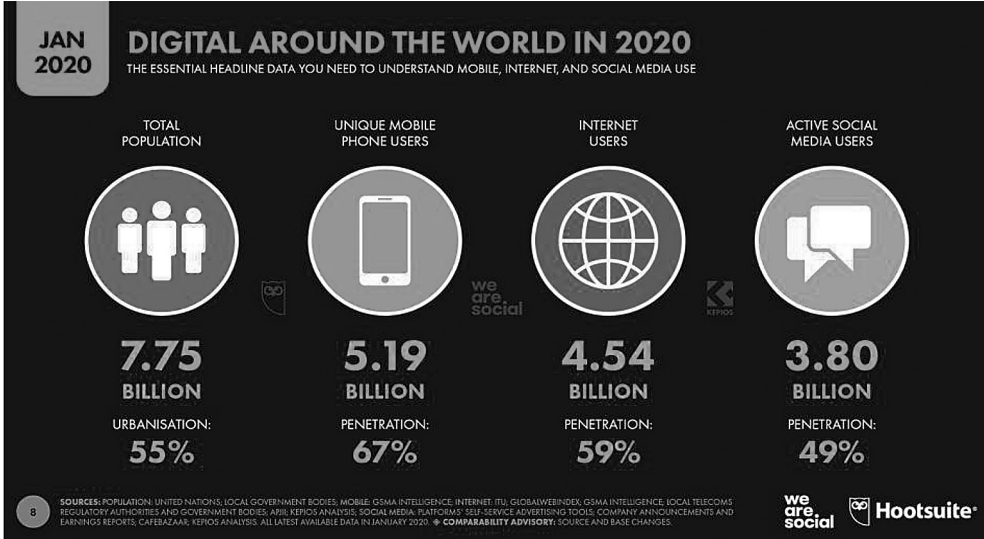 JAN
2020
DIGITAL AROUND THE WORLD IN 2020
THE ESSENTIAL HEADLINE DATA YOU NEED TO UNDERSTAND MOBILE, INTERNET, AND SOCIAL MEDIA USE
TOTAL
POPULATION
UNIQUE MOBILE
PHONE USERS
INTERNET
USERS
ACTIVE SOCIAL
MEDIA USERS
we
are
social
KEPIOS
7.75
BILLION
URBANISATION:
55%
5.19
BILLION
PENETRATION:
67%
4.54
BILLION
PENETRATION:
59%
3.80
BILLION
PENETRATION:
49%
8
SOURCES: POPULATION: UNITED NATIONS; LOCAL GOVERNMENT BODIES; MOBILE: GSMA INTELLIGENCE; INTERNET: ITU; GLOBALWEBINDEX; GSMA INTELLIGENCE; LOCAL TELECOMS
REGULATORY AUTHORITIES AND GOVERNMENT BODIES; APJII; KEPIOS ANALYSIS; SOCIAL MEDIA: PLATFORMS' SELF-SERVICE ADVERTISING TOOLS; COMPANY ANNOUNCEMENTS AND
EARNINGS REPORTS; CAFEBAZAAR; KEPIOS ANALYSIS. ALL LATEST AVAILABLE DATA IN JANUARY 2020. ◈ COMPARABILITY ADVISORY: SOURCE AND BASE CHANGES.
we
are
social
Hootsuite®